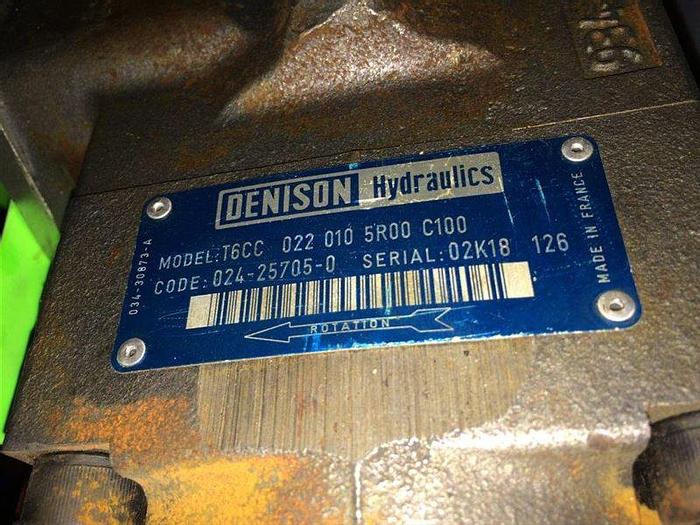 DENISON Hydraulics
MODEL: T6CC 022 010 5R00 C100
CODE: 024-25705-0 SERIAL: 02K18 126
ROTATION
034-30873-A
MADE IN FRANCE